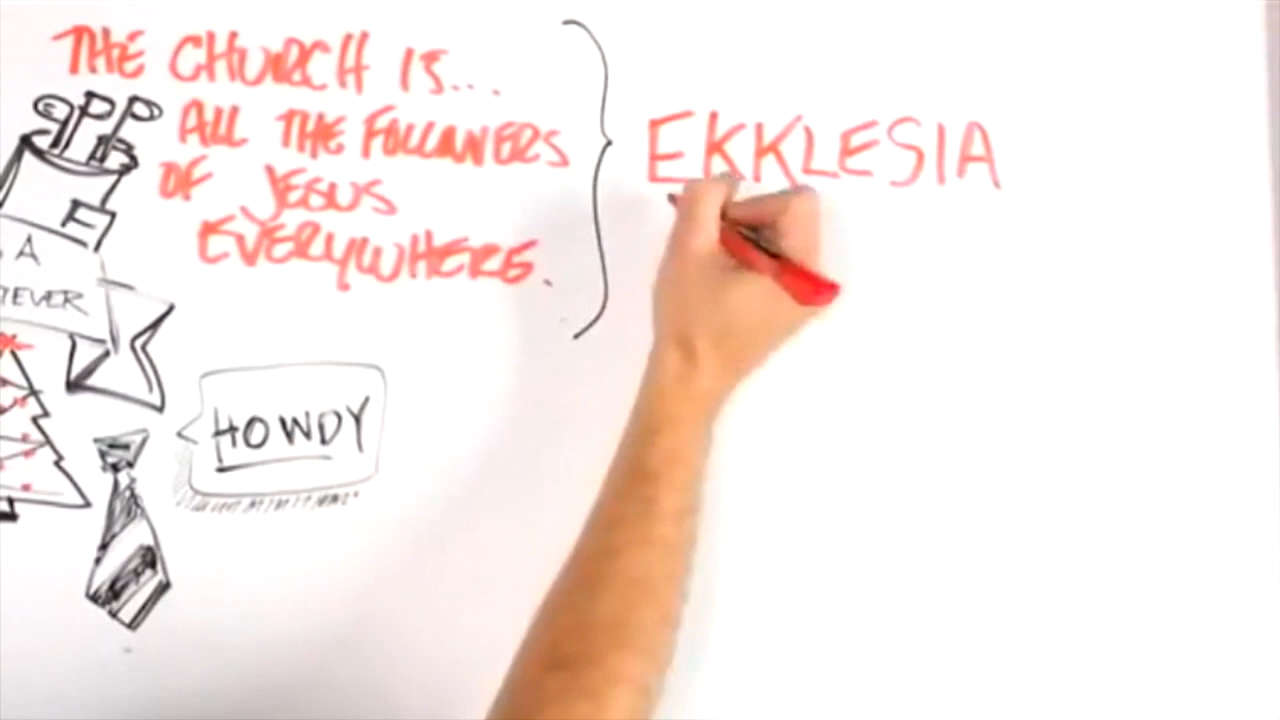 THE CHURCH IS...
ALL THE FOLLOWERS
OF JESUS
EVERYWHERE.
EKKLESIA
A
HOWDY